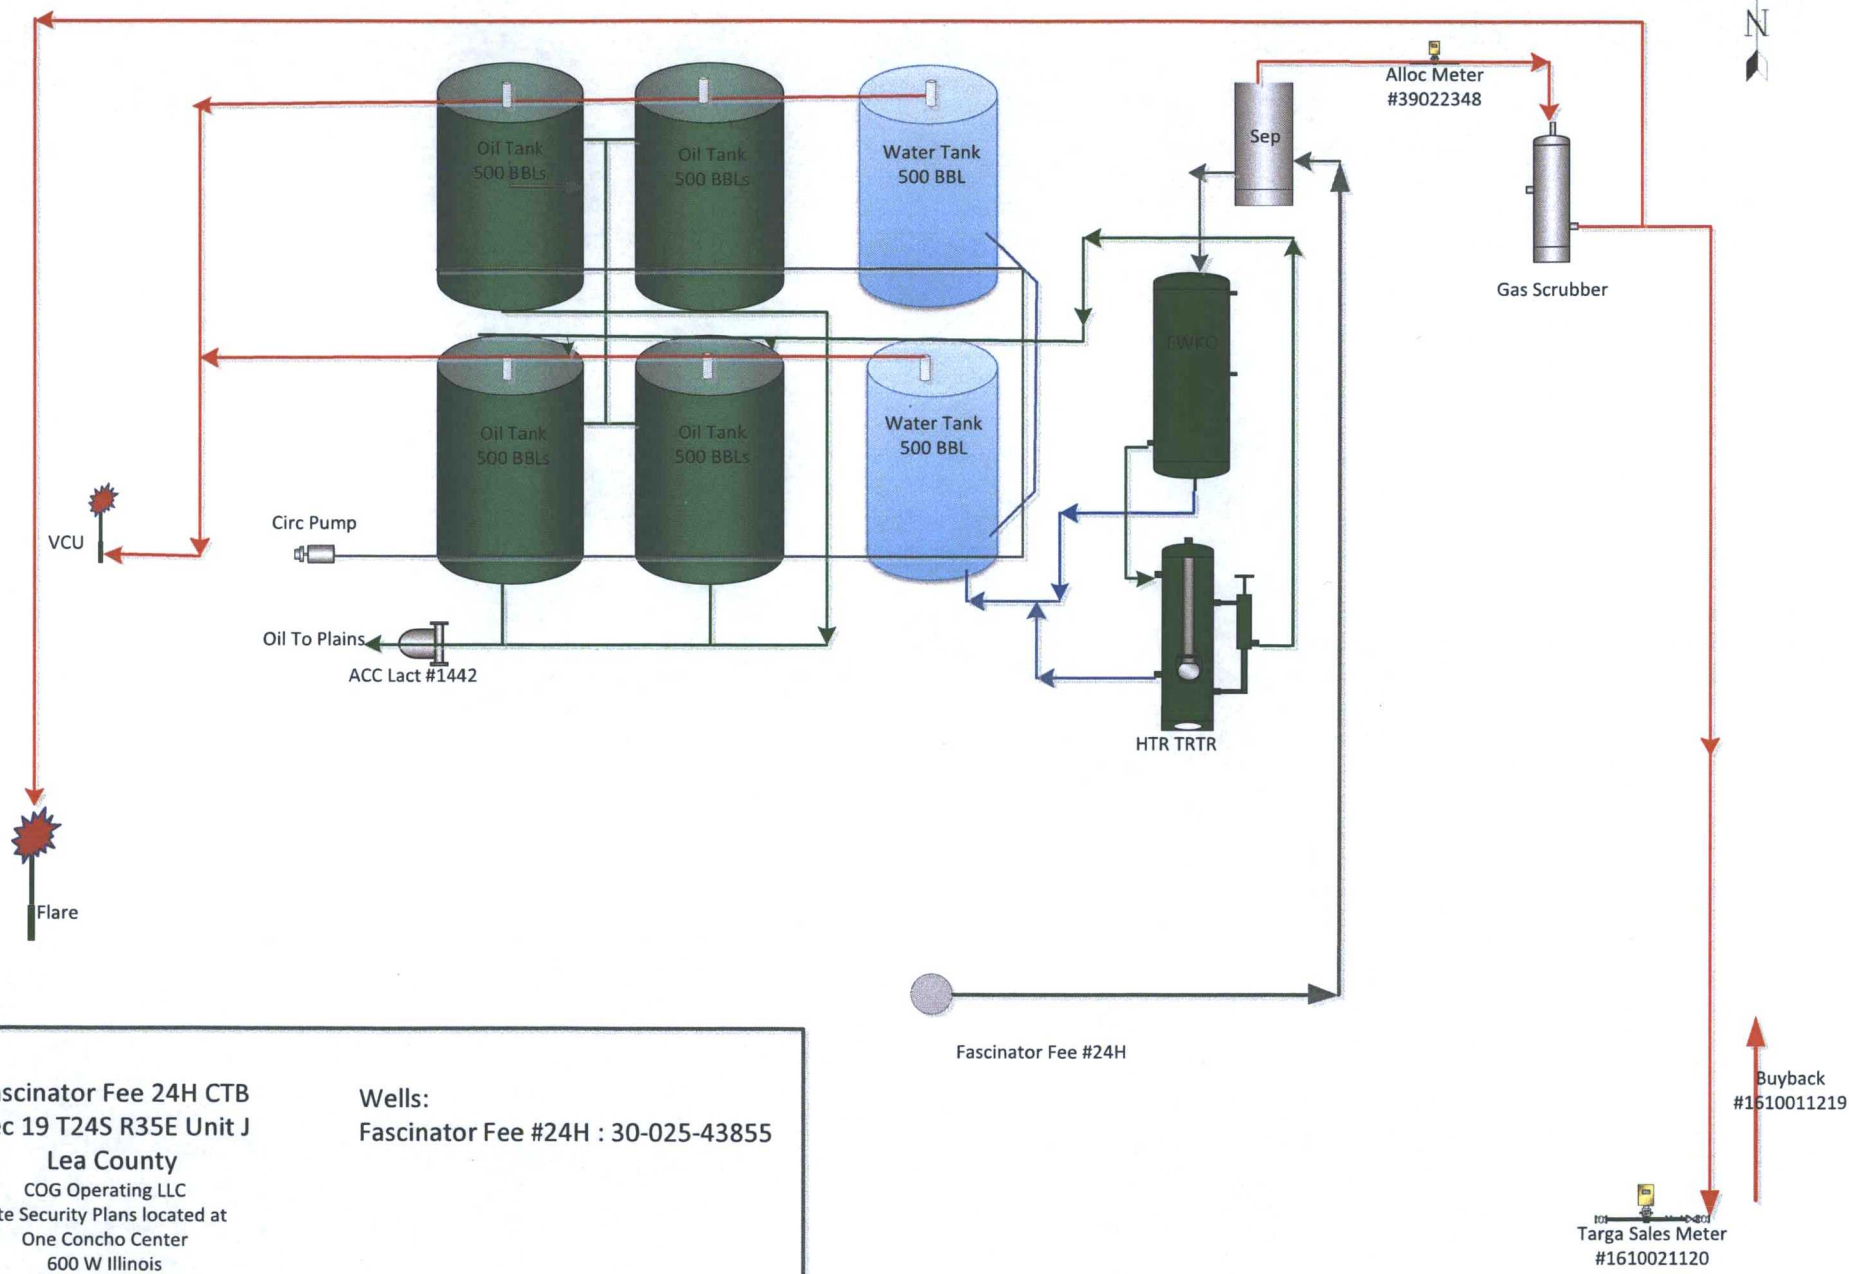 N
Alloc Meter
#39022348
Sep
Gas Scrubber
Oil Tank
500 BBLs
Oil Tank
500 BBLs
Water Tank
500 BBL
Oil Tank
500 BBLs
Oil Tank
500 BBLs
Water Tank
500 BBL
VCU
Circ Pump
Oil To Plains
ACC Lact #1442
HTR TRTR
Flare
Fascinator Fee #24H
Buyback
#1610011219
Targa Sales Meter
#1610021120
ascinator Fee 24H CTB
ec 19 T24S R35E Unit J
Lea County
COG Operating LLC
te Security Plans located at
One Concho Center
600 W Illinois
Wells:
Fascinator Fee #24H : 30-025-43855